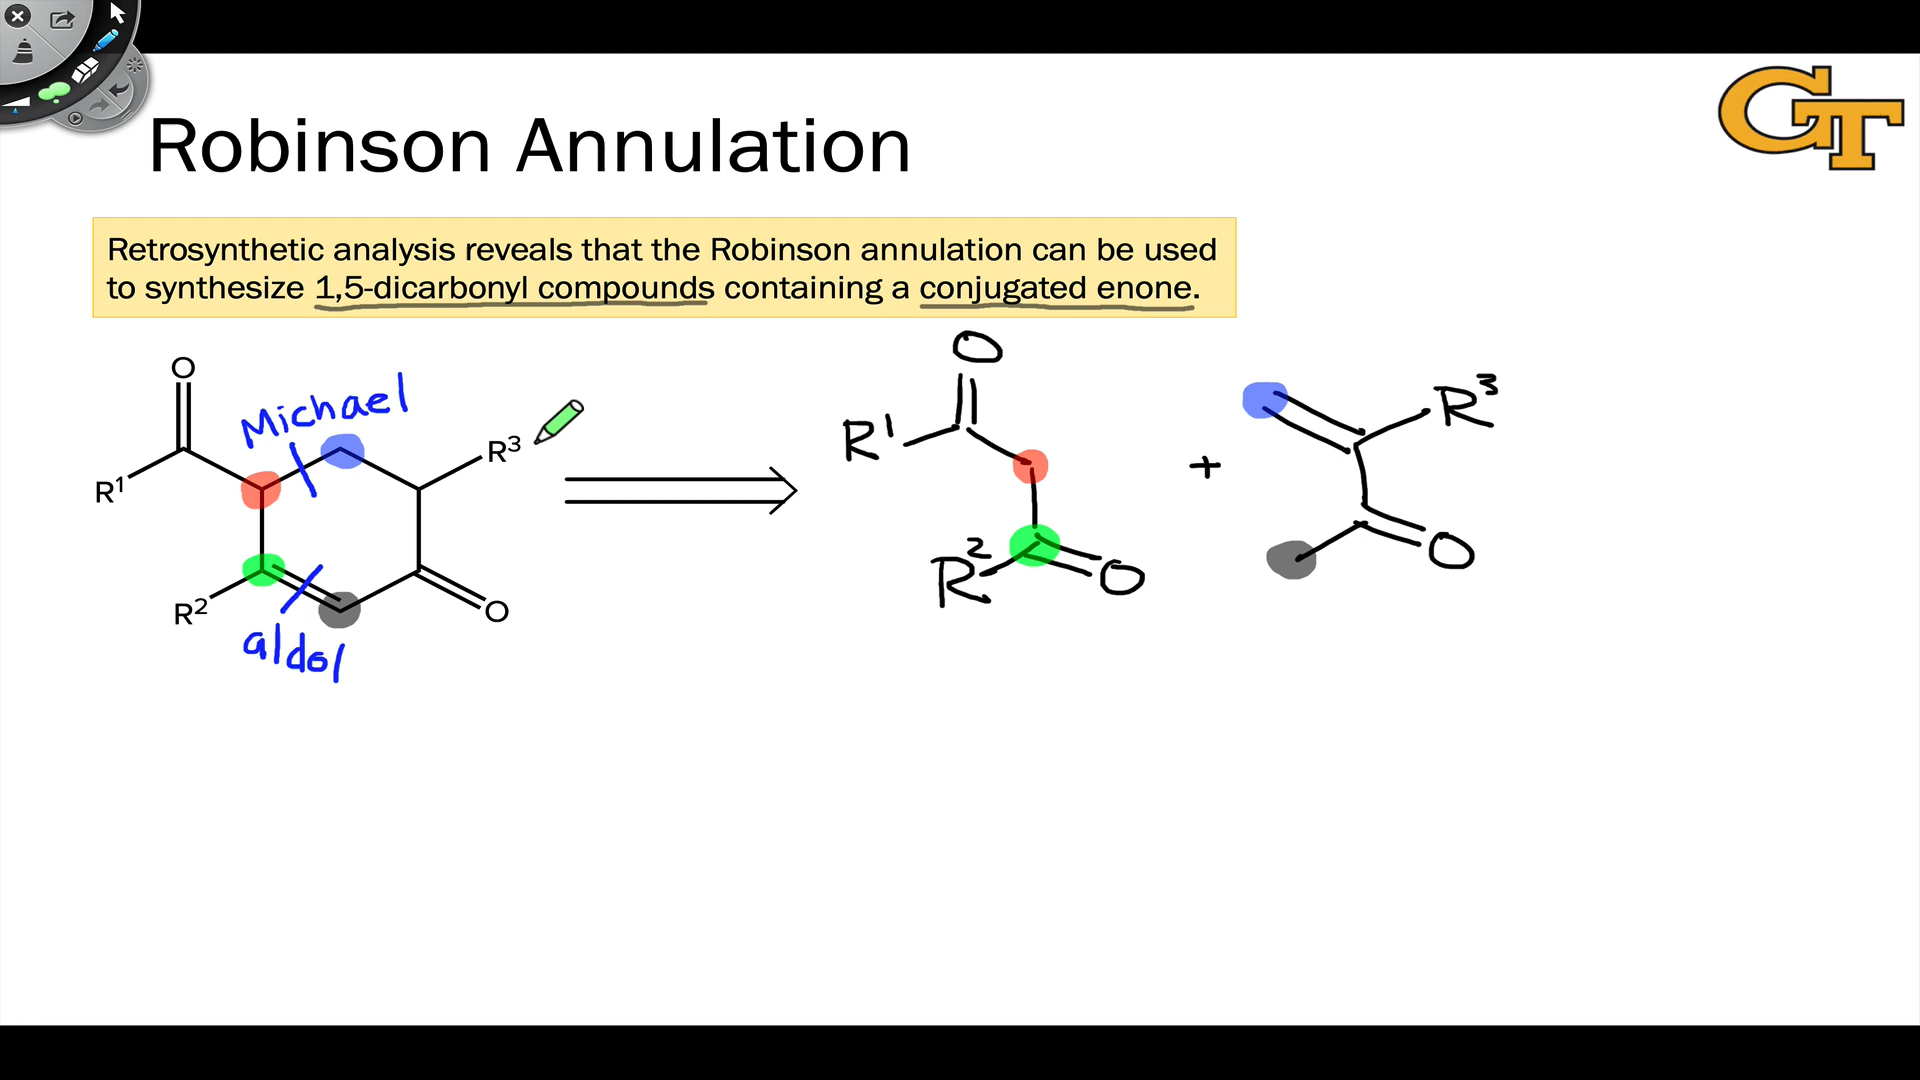 GT
Robinson Annulation
Retrosynthetic analysis reveals that the Robinson annulation can be used
to synthesize 1,5-dicarbonyl compounds containing a conjugated enone.
O
Michael
R¹
R³
R²
O
aldol
O
R¹
R²
O
+
R³
O